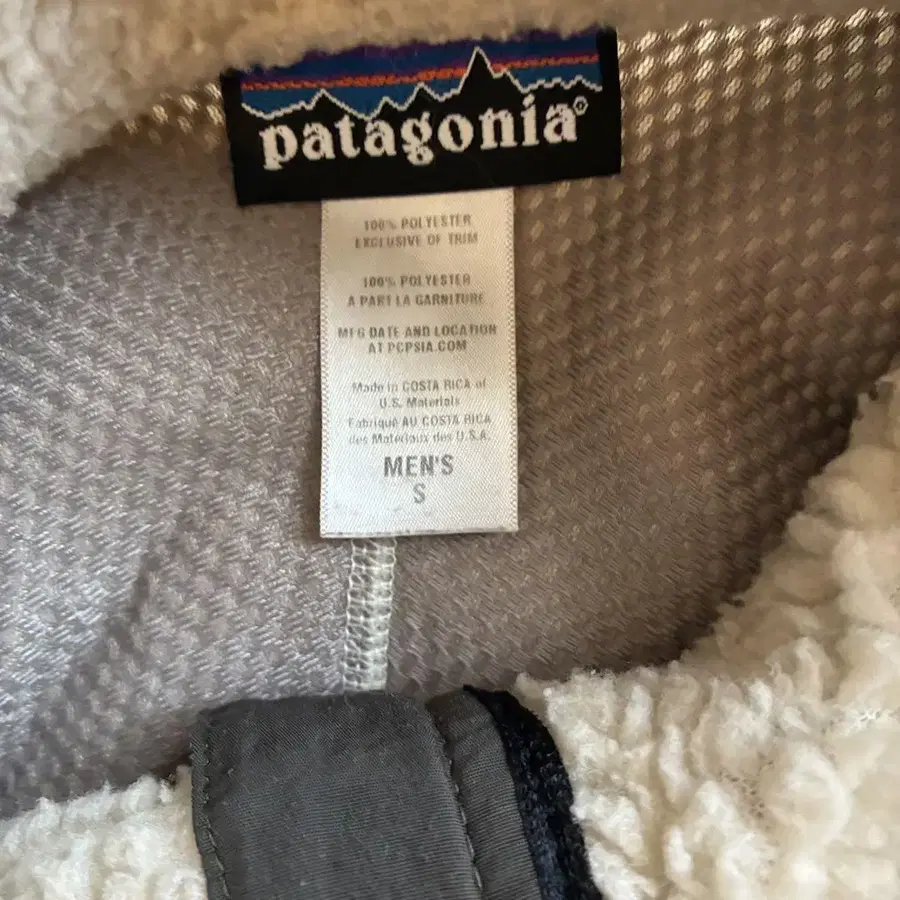 patagonia®
100% POLYESTER
EXCLUSIVE OF TRIM
100% POLYESTER
A PART LA GARNITURE
MFG DATE AND LOCATION
AT PCPSIA.COM
Made in COSTA RICA of
U.S. Materials
Fabriqué AU COSTA RICA
des Matériaux des U.S.A.
MEN'S
S